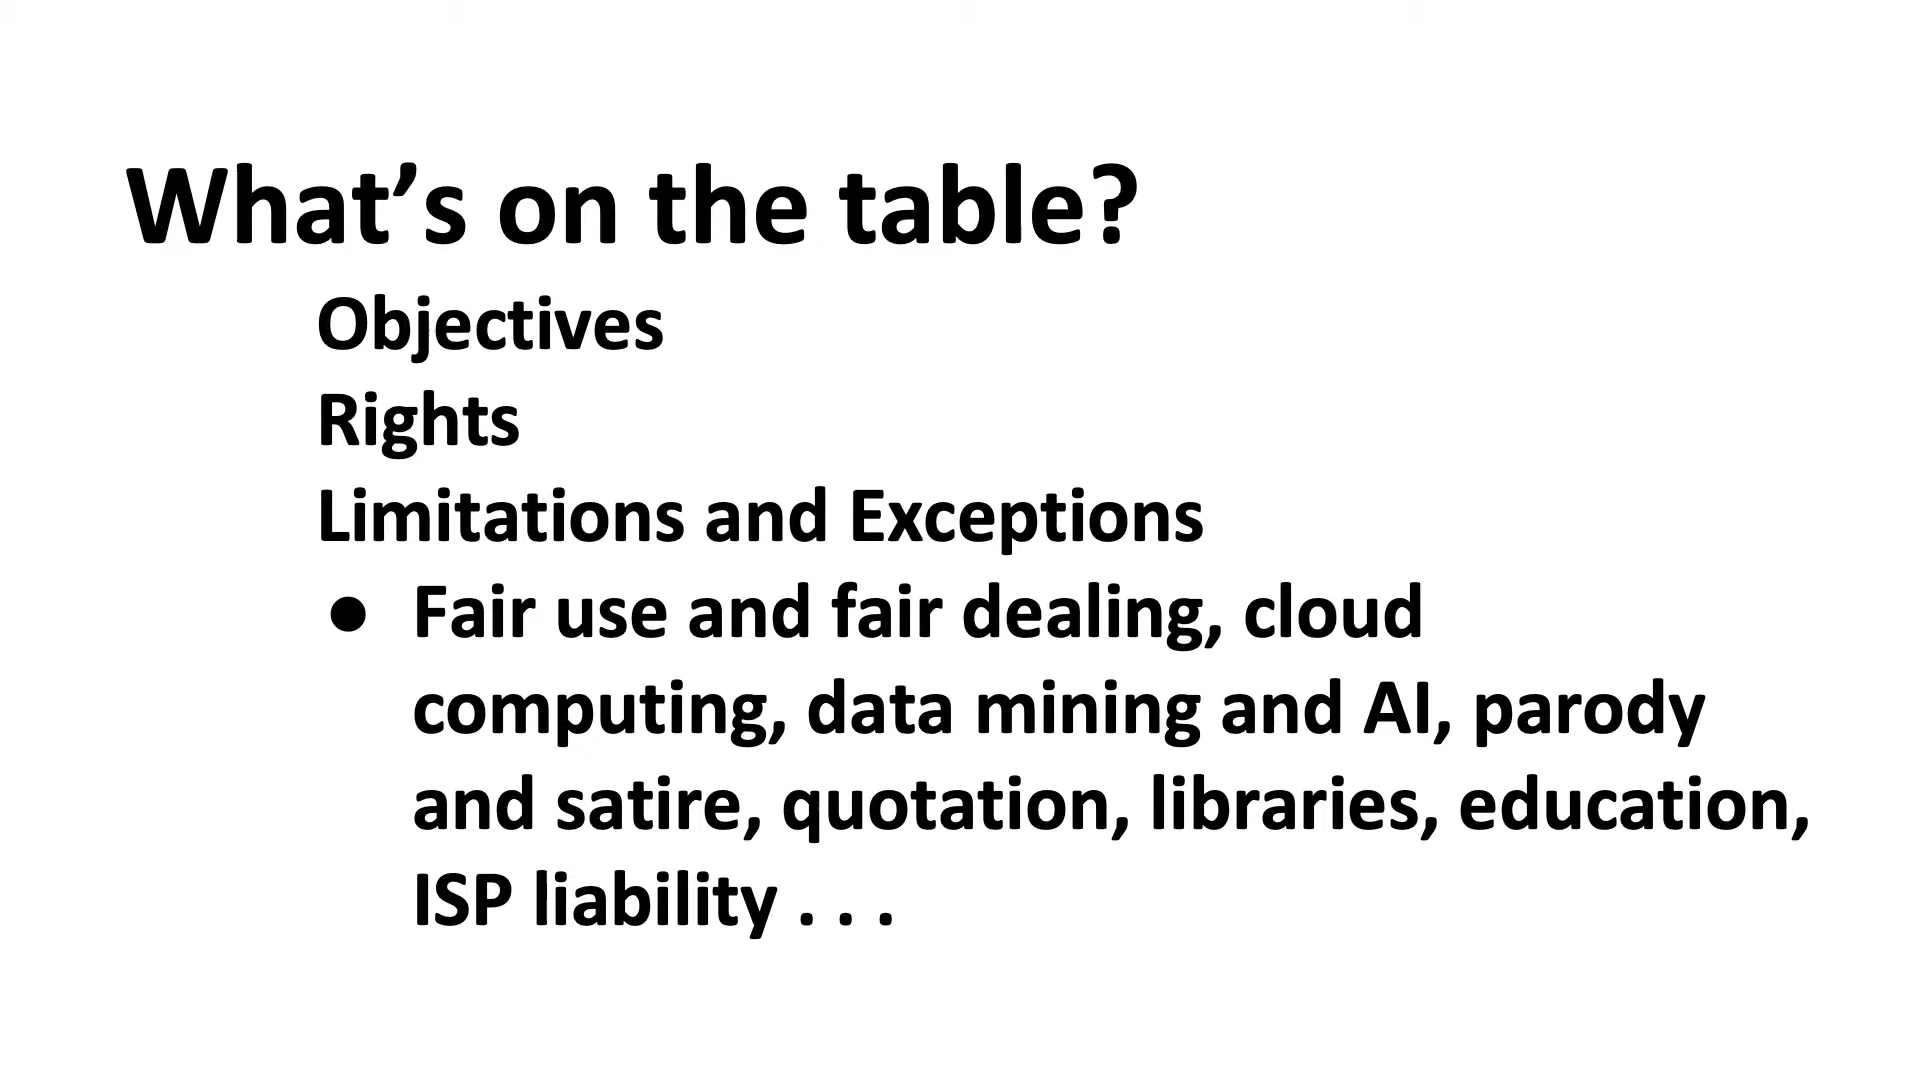 What’s on the table?
Objectives
Rights
Limitations and Exceptions
● Fair use and fair dealing, cloud
computing, data mining and AI, parody
and satire, quotation, libraries, education,
ISP liability . . .